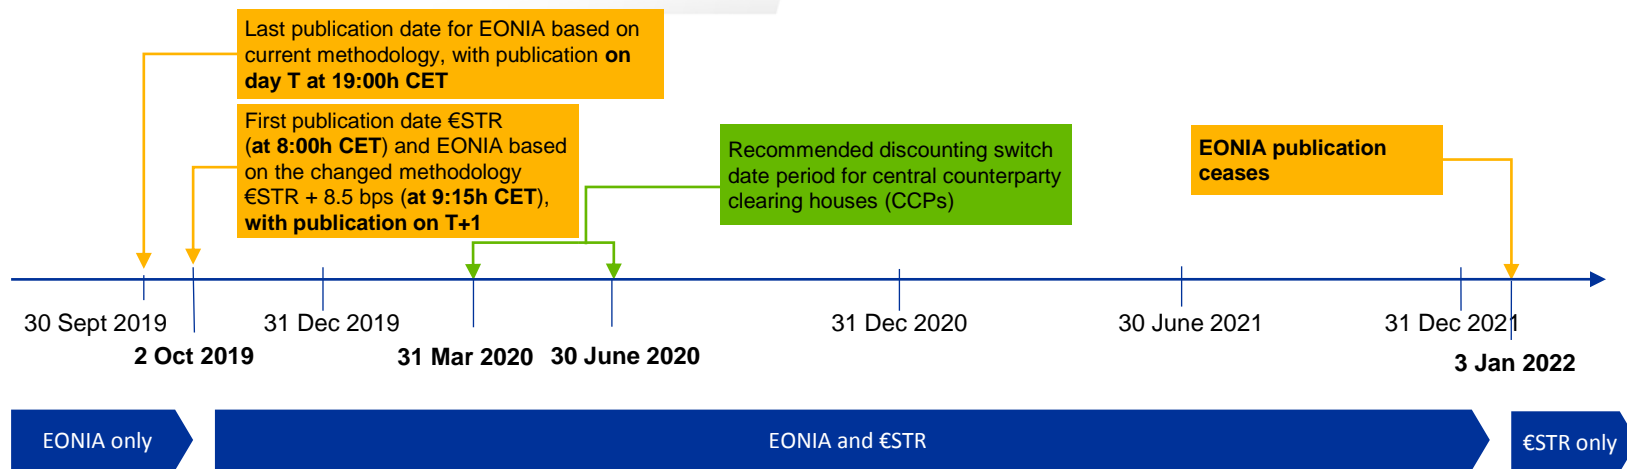 Last publication date for EONIA based on
current methodology, with publication on
day T at 19:00h CET
First publication date €STR
(at 8:00h CET) and EONIA based
on the changed methodology
€STR + 8.5 bps (at 9:15h CET),
with publication on T+1
Recommended discounting switch
date period for central counterparty
clearing houses (CCPs)
EONIA publication
ceases
30 Sept 2019
31 Dec 2019
31 Dec 2020
30 June 2021
31 Dec 2021
2 Oct 2019
31 Mar 2020
30 June 2020
3 Jan 2022
EONIA only
EONIA and €STR
€STR only